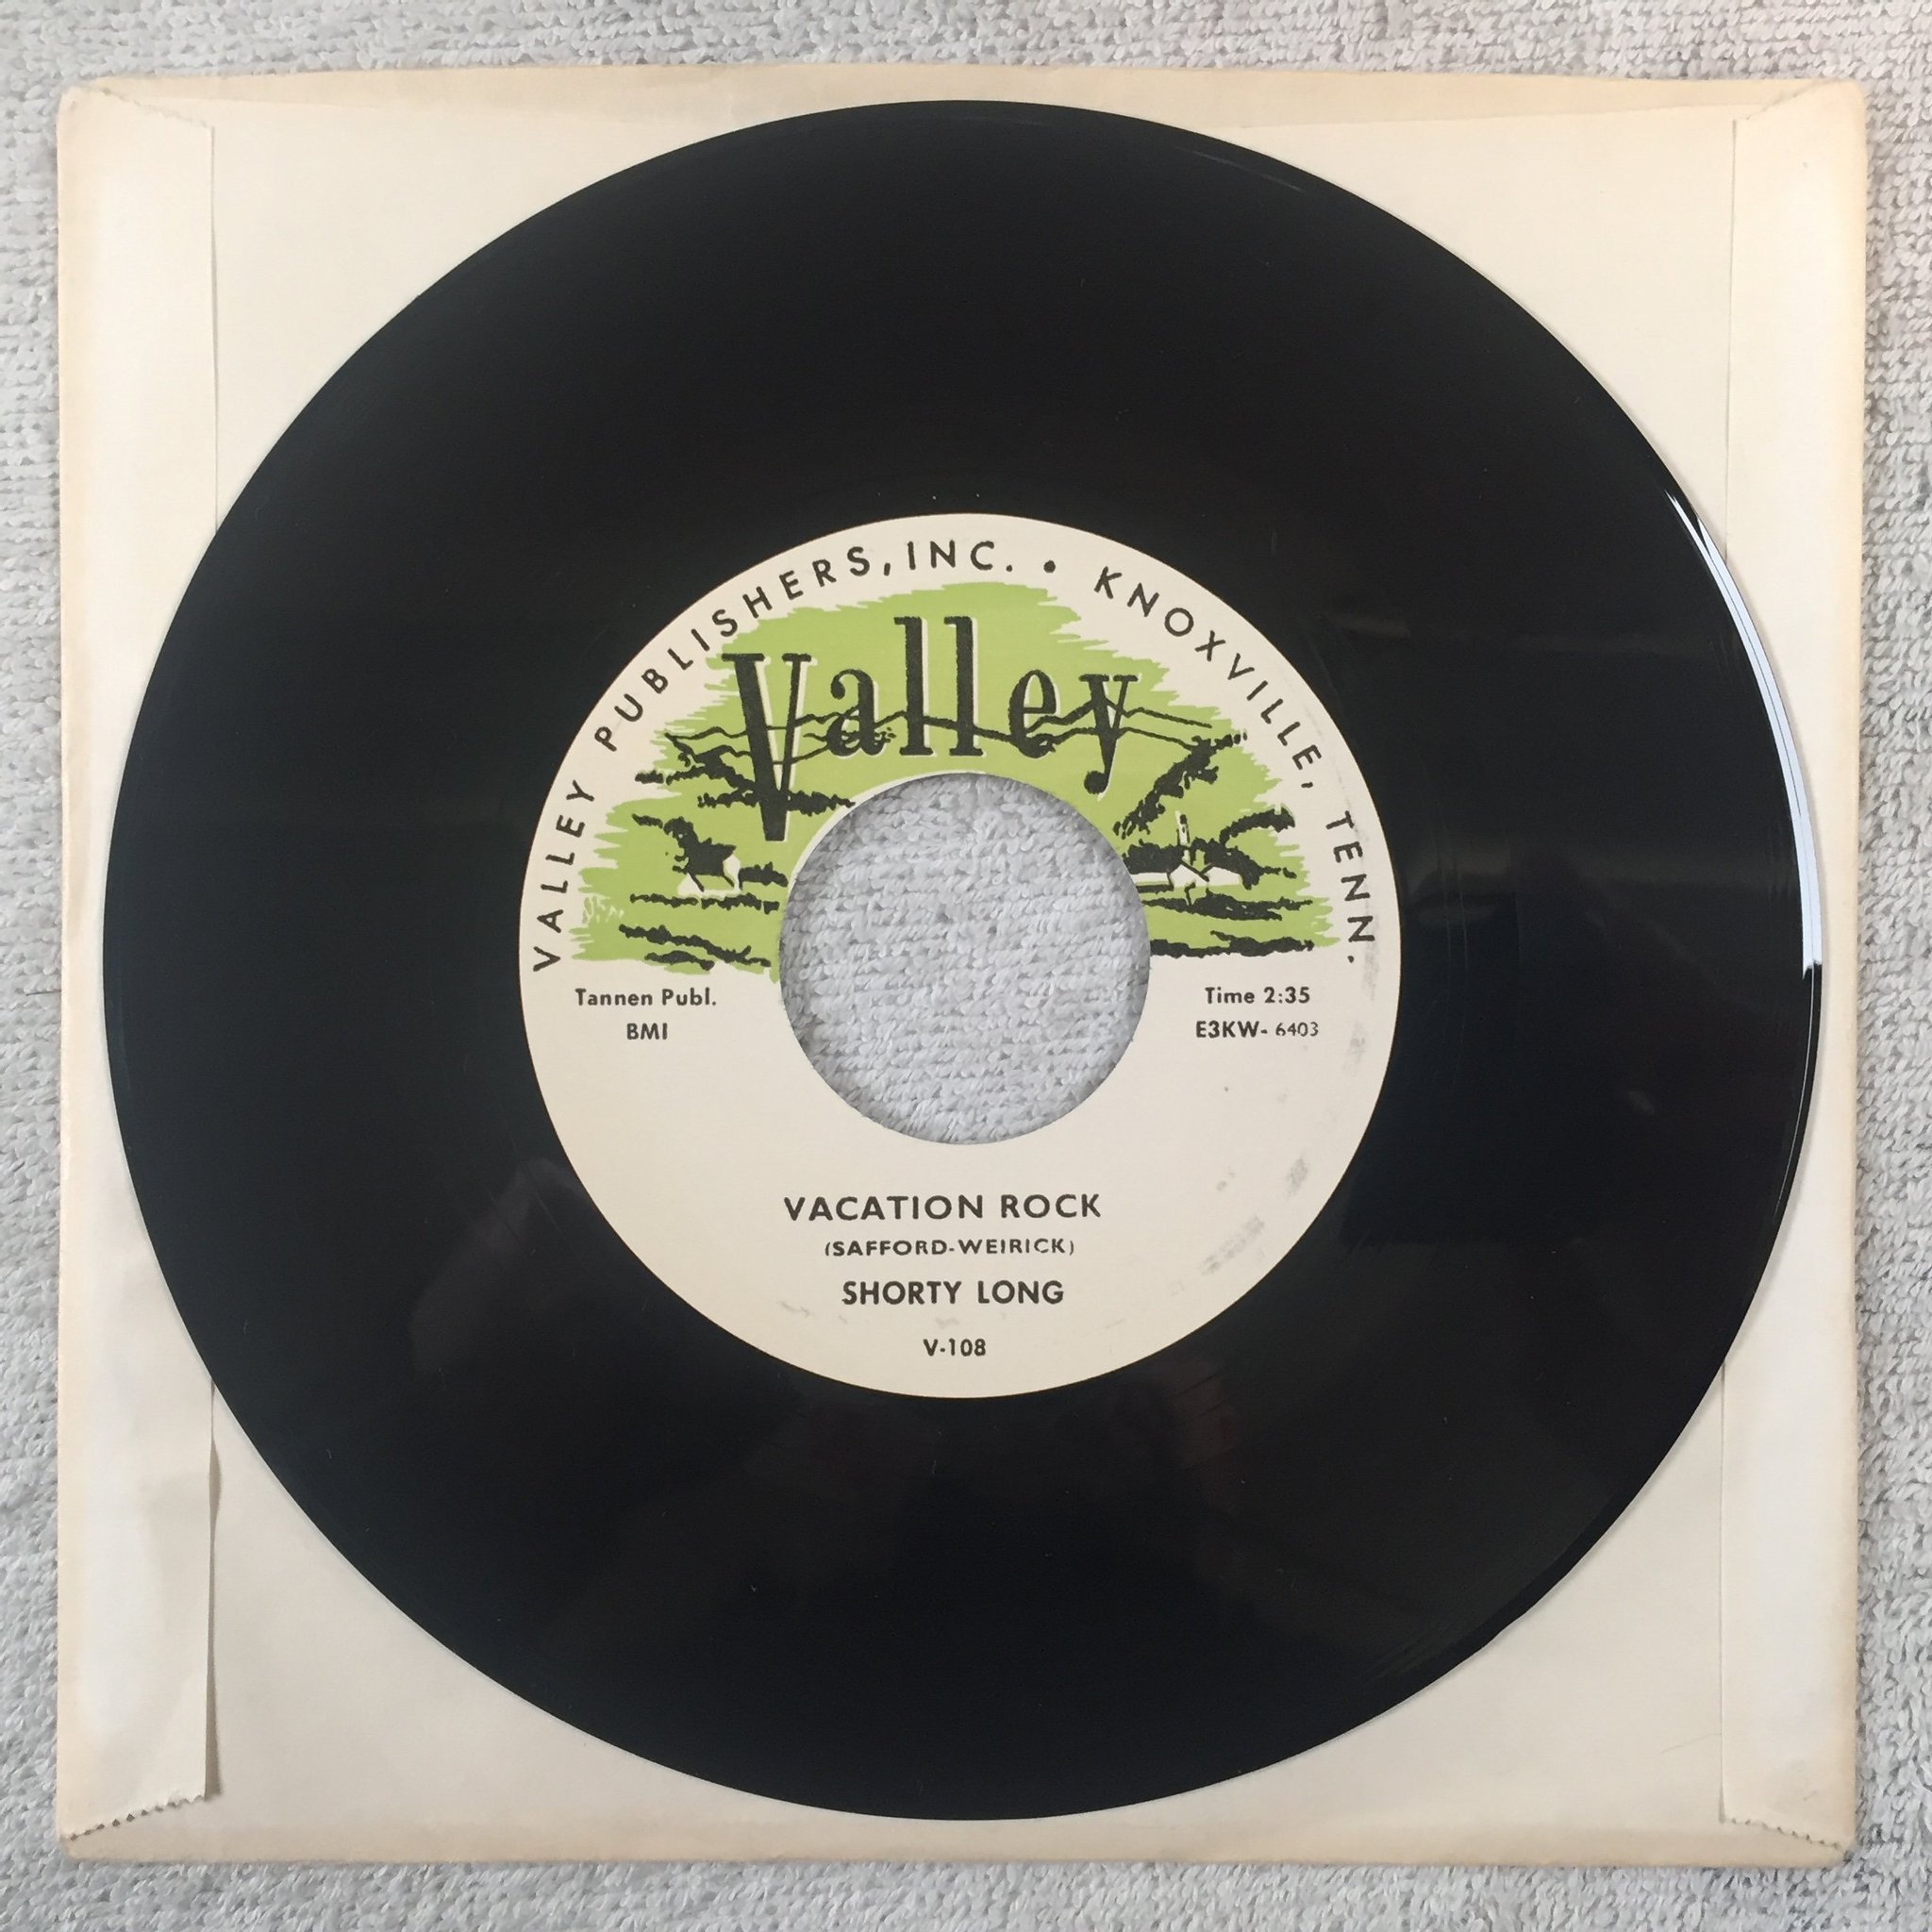 VALLEY PUBLISHERS, INC. • KNOXVILLE, TENN.
Valley
Tannen Publ.
BMI
Time 2:35
E3KW- 6403
VACATION ROCK
(SAFFORD-WEIRICK)
SHORTY LONG
V-108